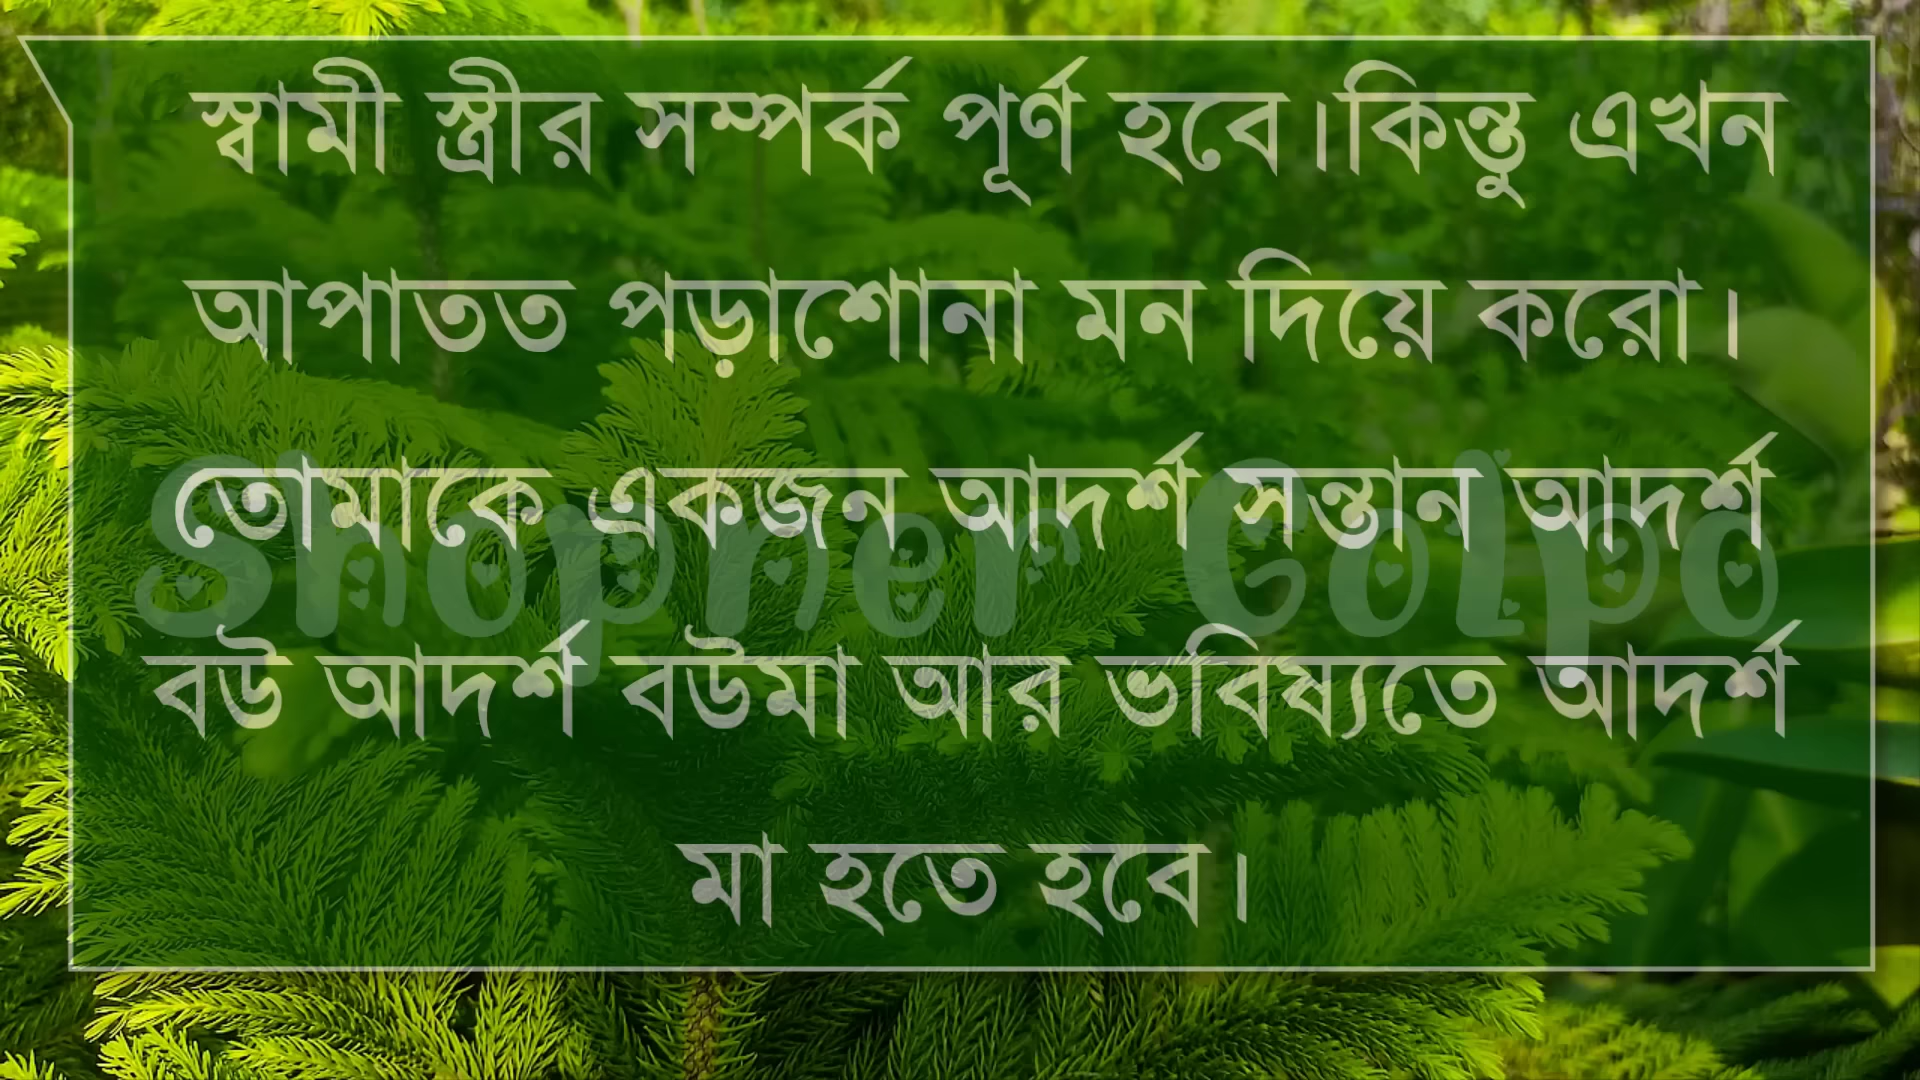 স্বামী স্ত্রীর সম্পর্ক পূর্ণ হবে।কিন্তু এখন
আপাতত পড়াশোনা মন দিয়ে করো।
তোমাকে একজন আদর্শ সন্তান আদর্শ
Shopner Golpo
বউ আদর্শ বউমা আর ভবিষ্যতে আদর্শ
মা হতে হবে।